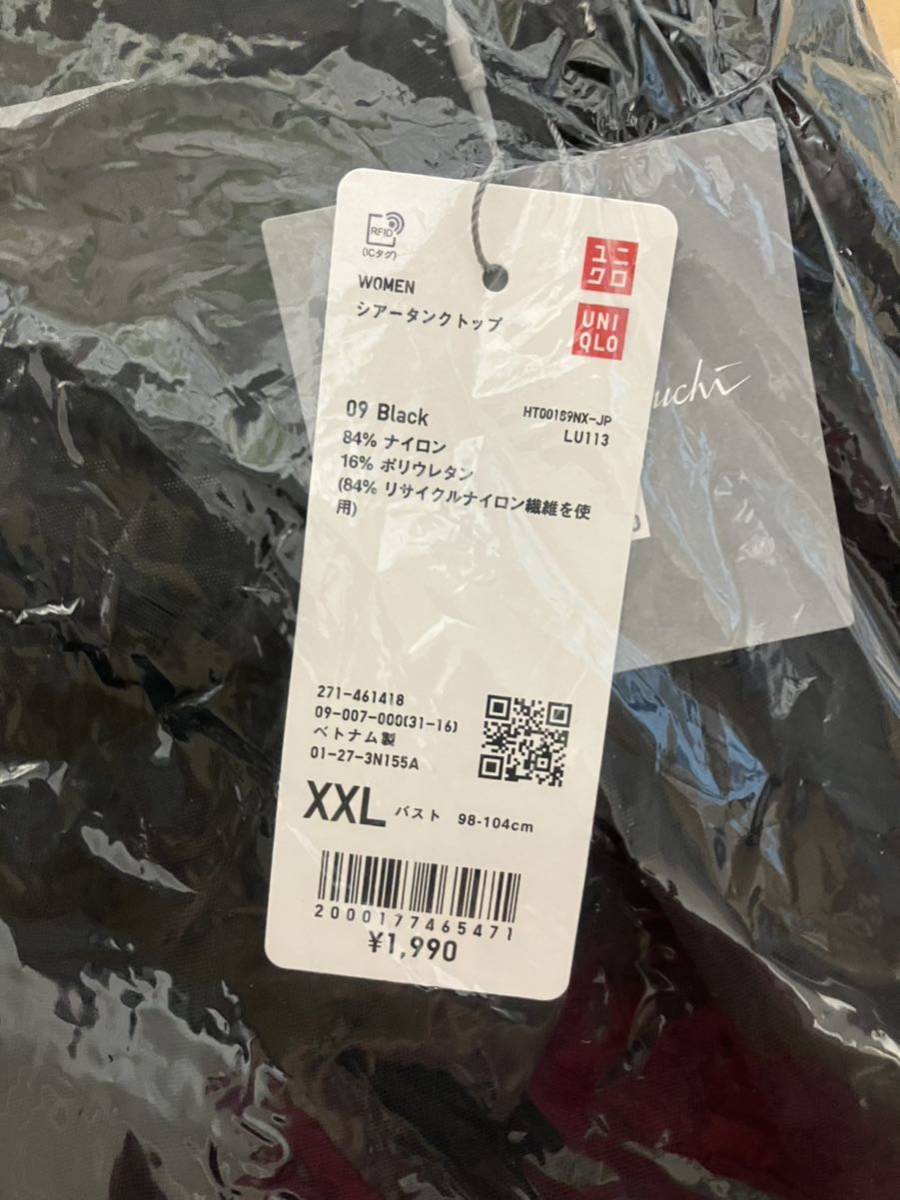 RFID
(ICタグ)
WOMEN
シアータンクトップ
ユニ
クロ
UNI
QLO
09 Black
HT00189NX-JP
LU113
84% ナイロン
16% ポリウレタン
(84% リサイクルナイロン繊維を使
用)
uchi
271-461418
09-007-000(31-16)
ベトナム製
01-27-3N155A
XXL バスト 98-104cm
2000177465471
¥1,990